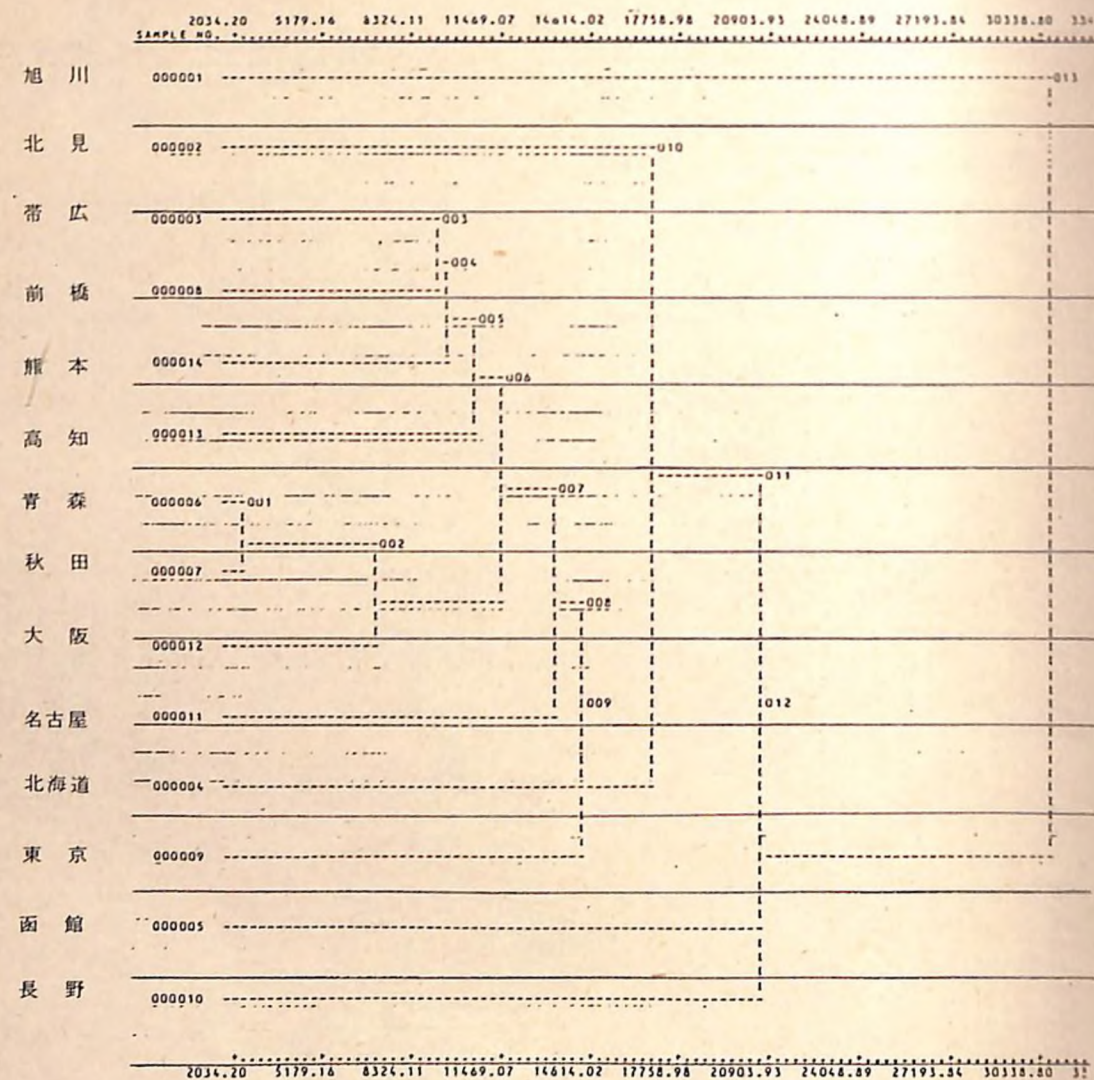 2034.20 5179.16 8324.11 11469.07 14614.02 17758.98 20903.93 24048.89 27193.84 30338.80 334
SAMPLE NO.
旭川 000001 013
北見 000002 010
帯広 000003 003
004
前橋 000008
005
熊本 000014
006
高知 000013
011
青森 000006 001 007
002
秋田 000007
008
大阪 000012
009 012
名古屋 000011
北海道 000004
東京 000009
函館 000005
長野 000010
2034.20 5179.16 8324.11 11469.07 14614.02 17758.98 20903.93 24048.89 27193.84 30338.80